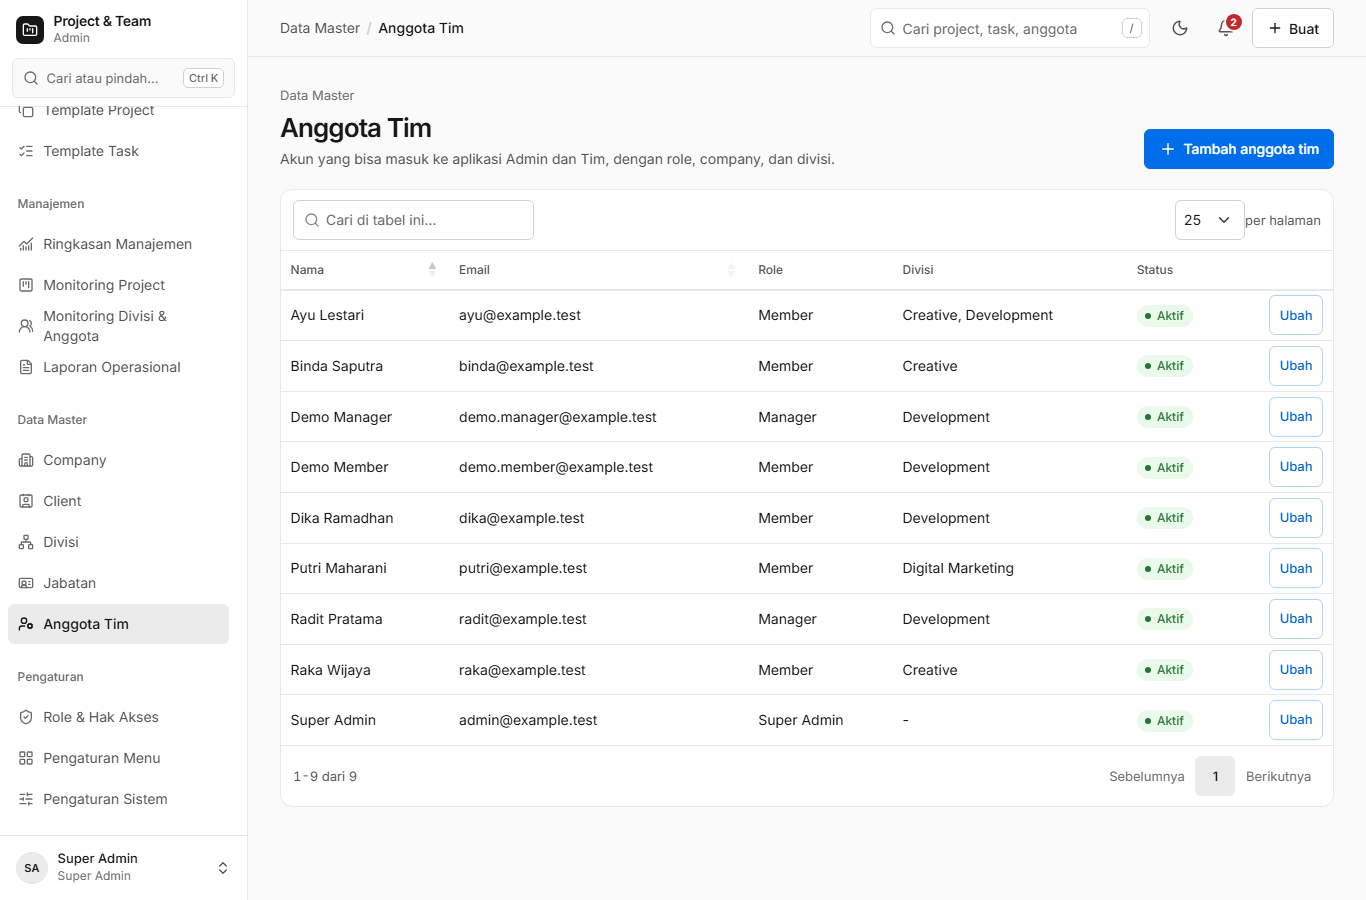 Project & Team
Admin
Cari atau pindah...
Ctrl K
Template Project
Template Task
Manajemen
Ringkasan Manajemen
Monitoring Project
Monitoring Divisi &
Anggota
Laporan Operasional
Data Master
Company
Client
Divisi
Jabatan
Anggota Tim
Pengaturan
Role & Hak Akses
Pengaturan Menu
Pengaturan Sistem
SA
Super Admin
Super Admin
Data Master / Anggota Tim
Cari project, task, anggota
/
2
Buat
Data Master
Anggota Tim
Akun yang bisa masuk ke aplikasi Admin dan Tim, dengan role, company, dan divisi.
Tambah anggota tim
Cari di tabel ini...
25 per halaman
Nama Email Role Divisi Status
Ayu Lestari ayu@example.test Member Creative, Development Aktif Ubah
Binda Saputra binda@example.test Member Creative Aktif Ubah
Demo Manager demo.manager@example.test Manager Development Aktif Ubah
Demo Member demo.member@example.test Member Development Aktif Ubah
Dika Ramadhan dika@example.test Member Development Aktif Ubah
Putri Maharani putri@example.test Member Digital Marketing Aktif Ubah
Radit Pratama radit@example.test Manager Development Aktif Ubah
Raka Wijaya raka@example.test Member Creative Aktif Ubah
Super Admin admin@example.test Super Admin - Aktif Ubah
1-9 dari 9
Sebelumnya 1 Berikutnya